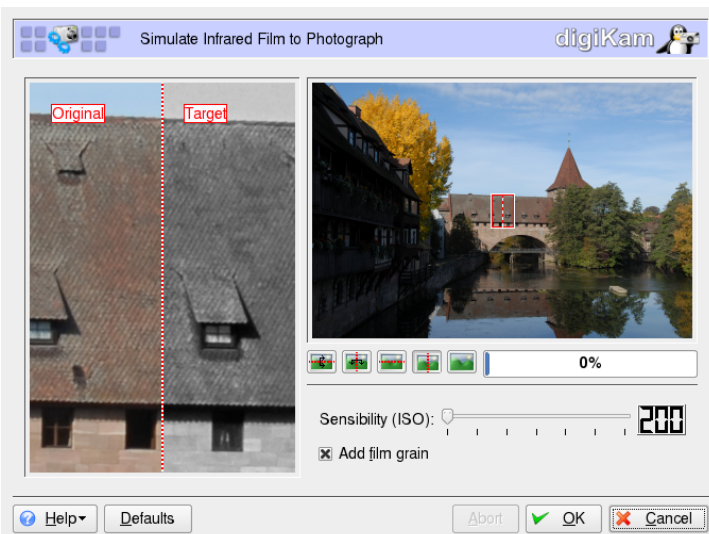 Simulate Infrared Film to Photograph
digiKam
Original
Target
0%
Sensibility (ISO):
200
Add film grain
Help
Defaults
Abort
OK
Cancel